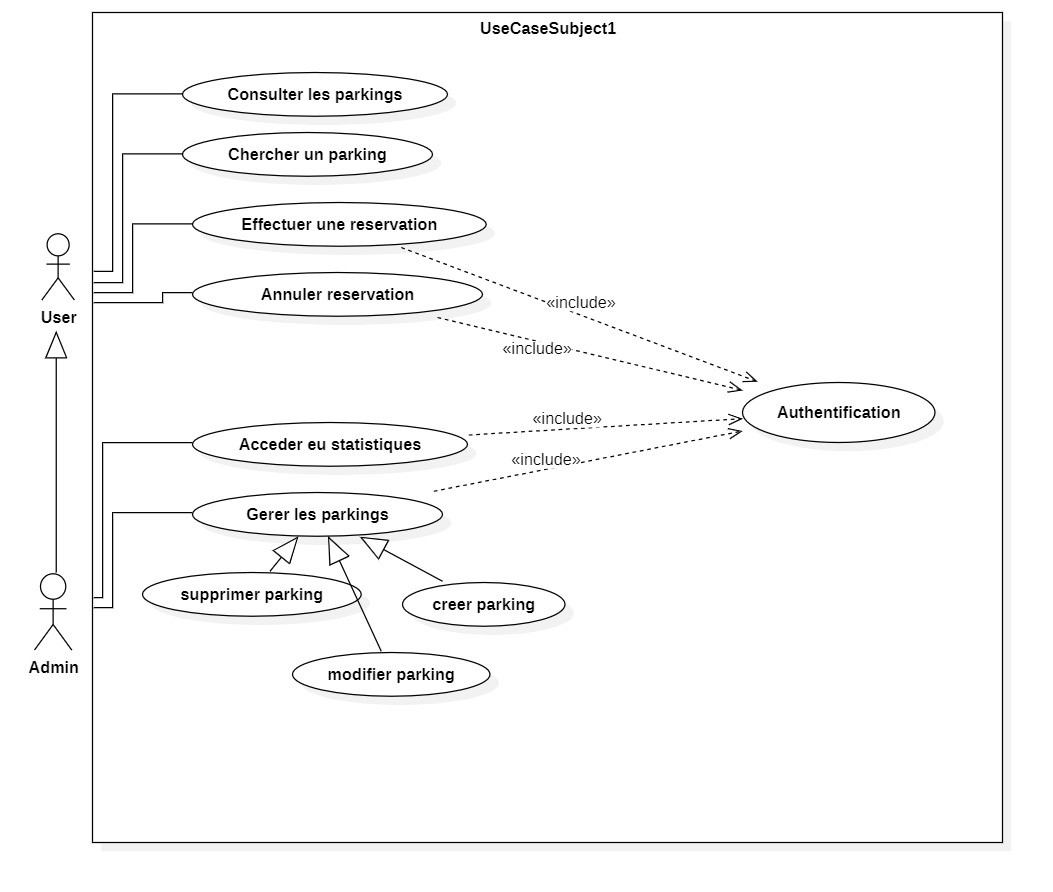 UseCaseSubject1
Consulter les parkings
Chercher un parking
Effectuer une reservation
Annuler reservation
«include»
User
«include»
Authentification
Acceder eu statistiques
«include»
«include»
Gerer les parkings
supprimer parking
creer parking
Admin
modifier parking